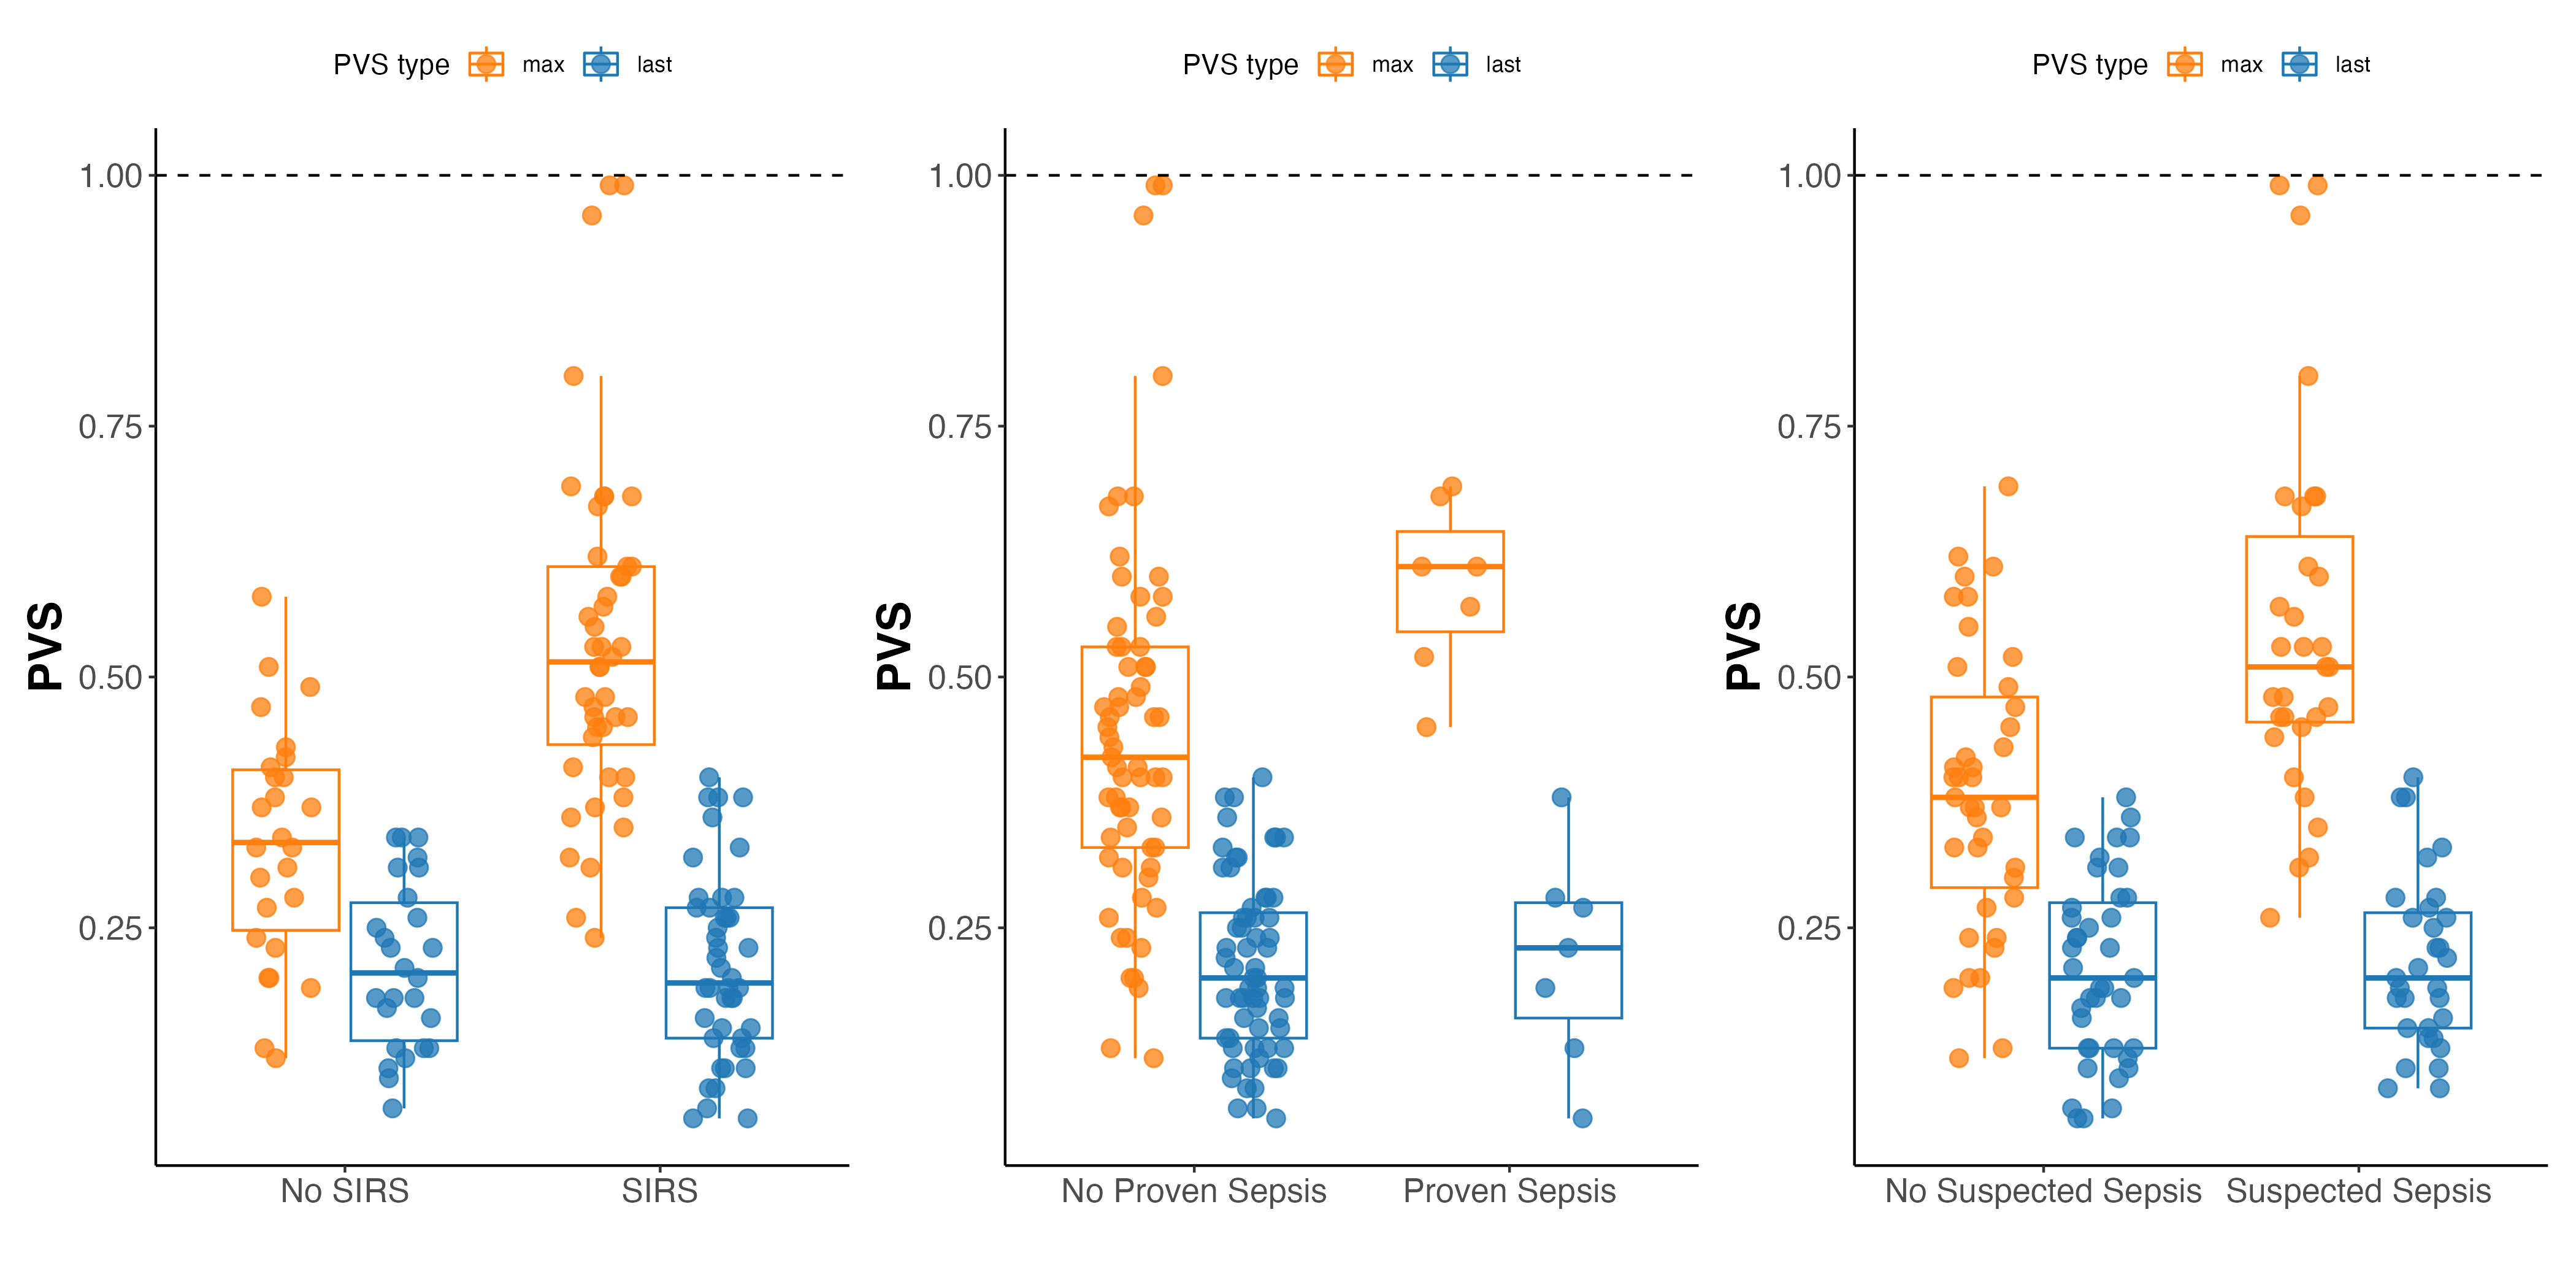 PVS type max last
PVS
1.00
0.75
0.50
0.25
No SIRS SIRS
PVS type max last
PVS
1.00
0.75
0.50
0.25
No Proven Sepsis Proven Sepsis
PVS type max last
PVS
1.00
0.75
0.50
0.25
No Suspected Sepsis Suspected Sepsis